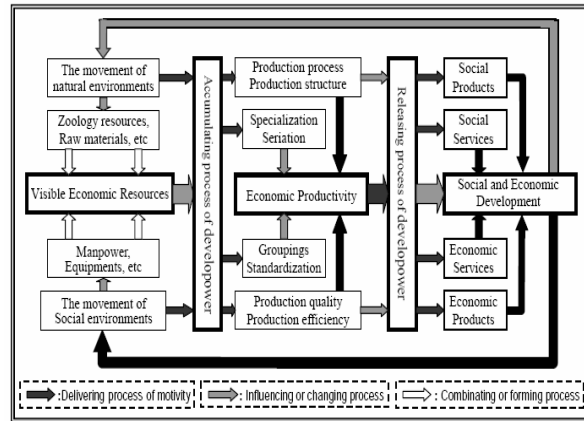 The movement of
natural environments
Zoology resources,
Raw materials, etc
Visible Economic Resources
Manpower,
Equipments, etc
The movement of
Social environments
Accumulating process of developower
Production process
Production structure
Specialization
Seriation
Economic Productivity
Groupings
Standardization
Production quality
Production efficiency
Releasing process of developower
Social
Products
Social
Services
Social and Economic
Development
Economic
Services
Economic
Products
:Delivering process of motivity
:Influencing or changing process
:Combinating or forming process